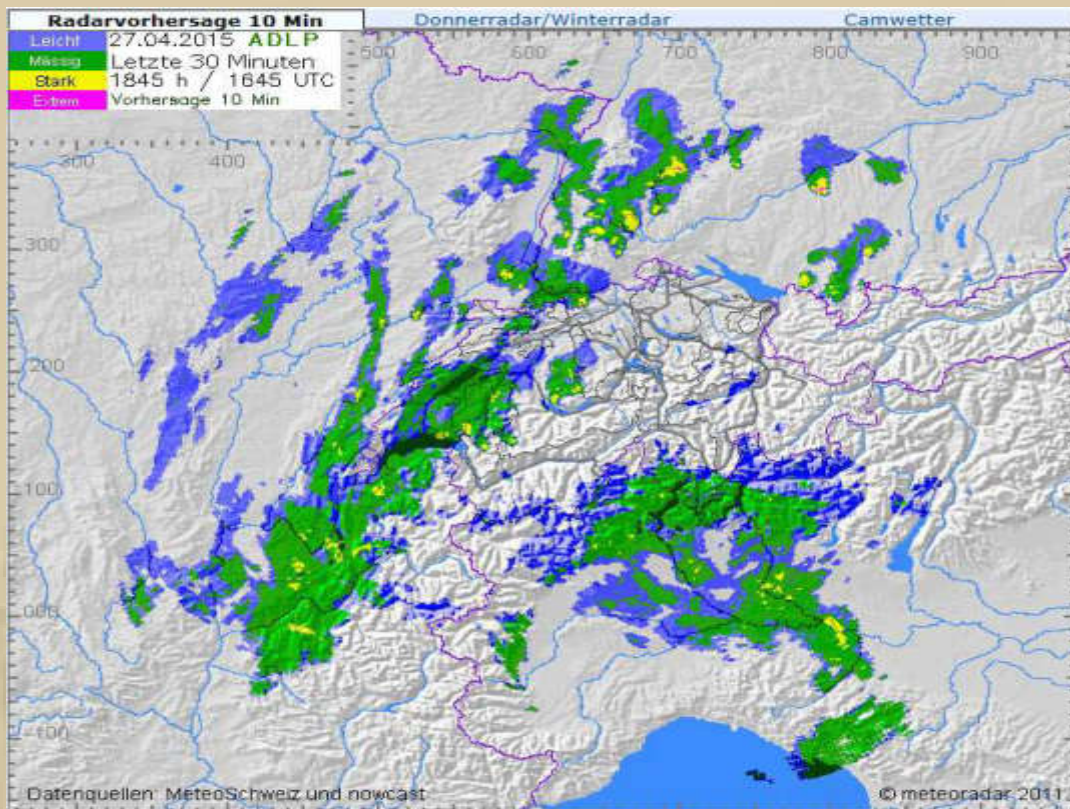 Radarvorhersage 10 Min Donnerradar/Winterradar Camwetter
Leicht 27.04.2015 ADLP
Mässig Letzte 30 Minuten
Stark 1845 h / 1645 UTC
Extrem Vorhersage 10 Min
500 600 700 800 900
300 400
300
200
100
000
-100
Datenquellen: MeteoSchweiz und nowcast © meteoradar 2011